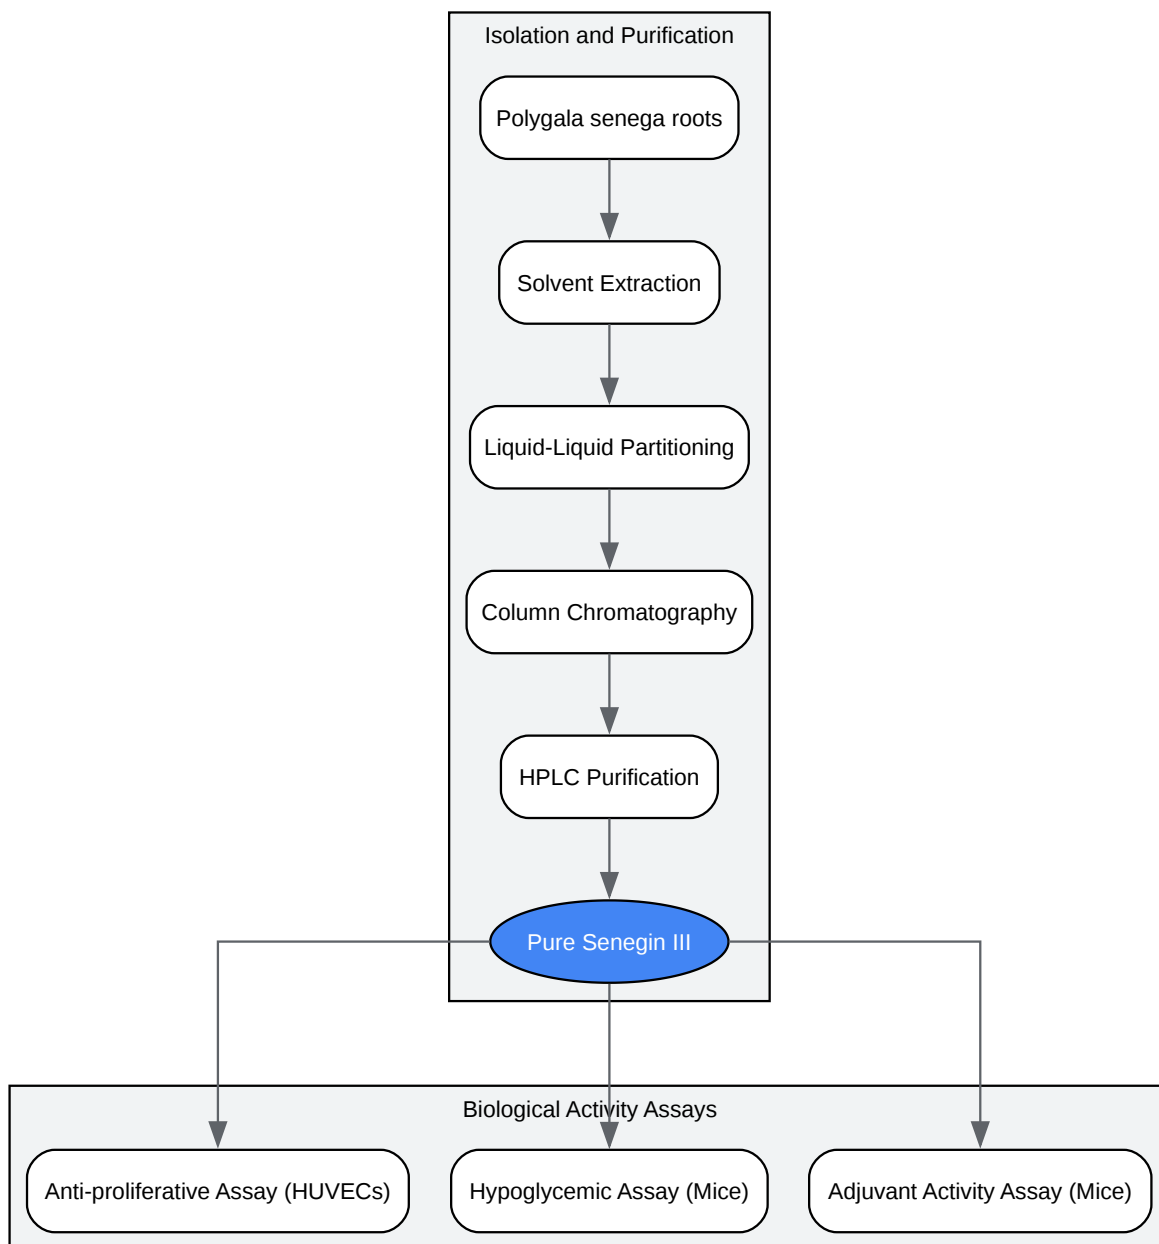 Isolation and Purification
Polygala senega roots
Solvent Extraction
Liquid-Liquid Partitioning
Column Chromatography
HPLC Purification
Pure Senegin III
Biological Activity Assays
Anti-proliferative Assay (HUVECs)
Hypoglycemic Assay (Mice)
Adjuvant Activity Assay (Mice)